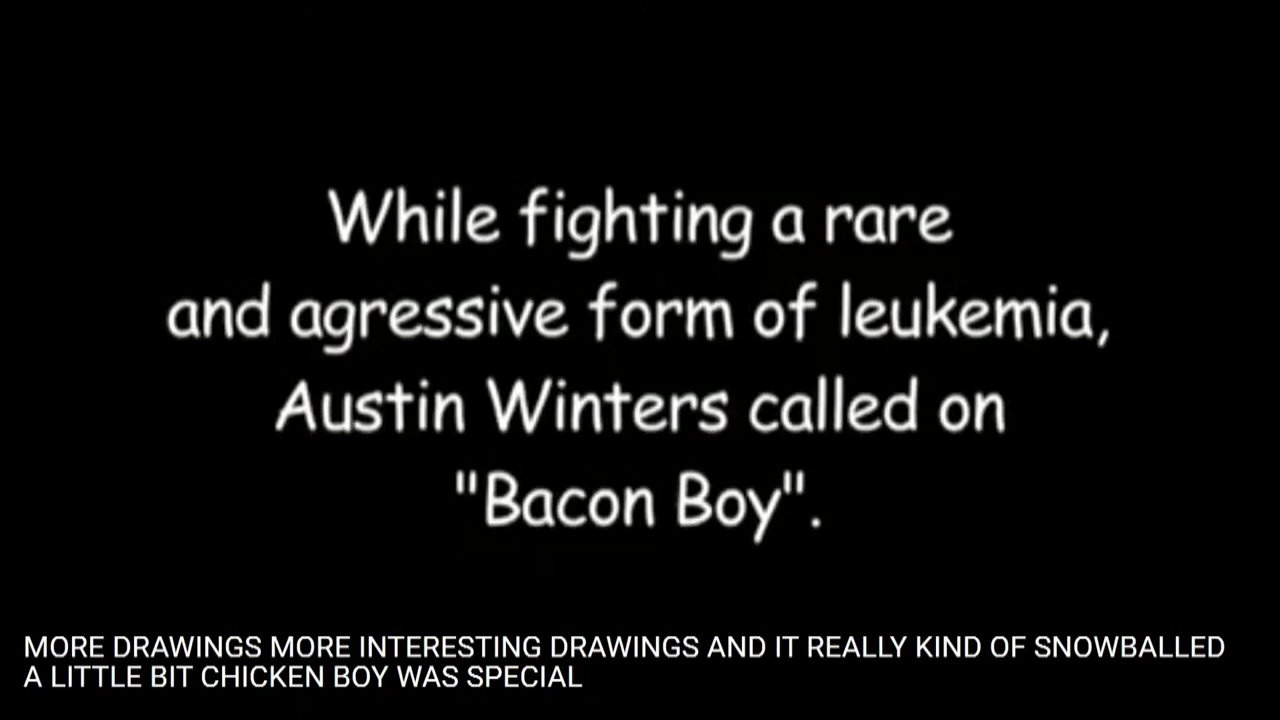 While fighting a rare
and agressive form of leukemia,
Austin Winters called on
"Bacon Boy".
MORE DRAWINGS MORE INTERESTING DRAWINGS AND IT REALLY KIND OF SNOWBALLED
A LITTLE BIT CHICKEN BOY WAS SPECIAL